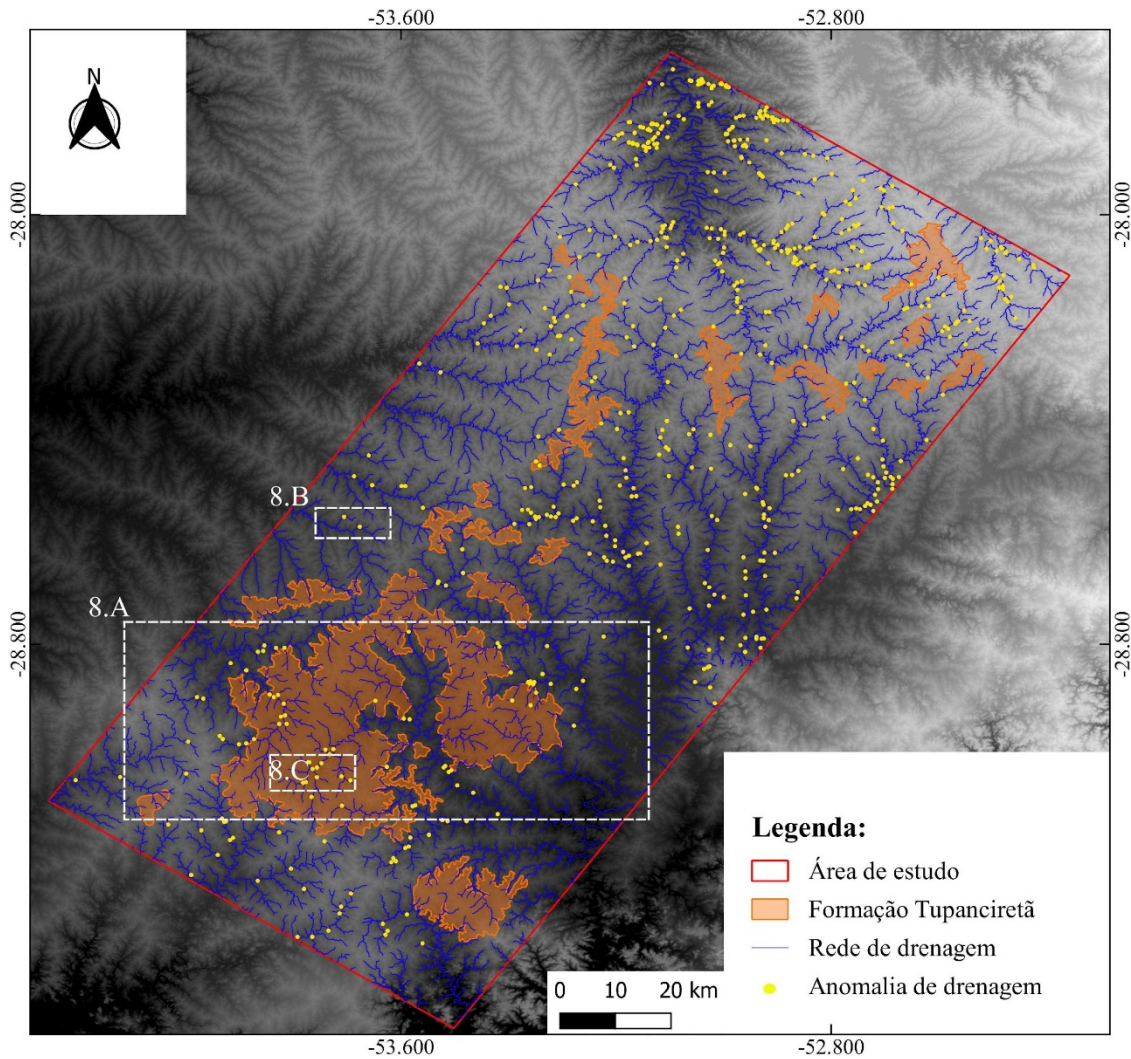 -53.600 -52.800
N
-28.000 -28.000
8.B
8.A
-28.800 -28.800
8.C
Legenda:
Área de estudo
Formação Tupanciretã
Rede de drenagem
Anomalia de drenagem
0 10 20 km
-53.600 -52.800